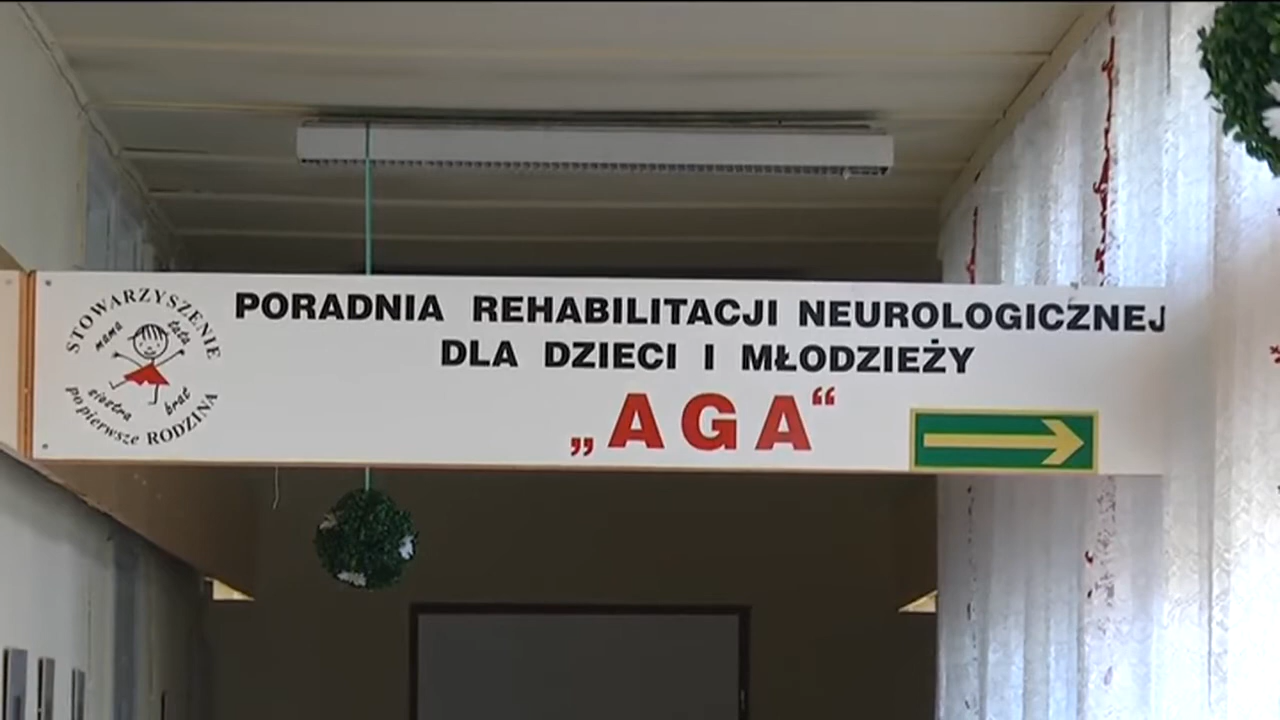 STOWARZYSZENIE
mama tata
siostra brat
po pierwsze RODZINA
PORADNIA REHABILITACJI NEUROLOGICZNEJ
DLA DZIECI I MŁODZIEŻY
„AGA“